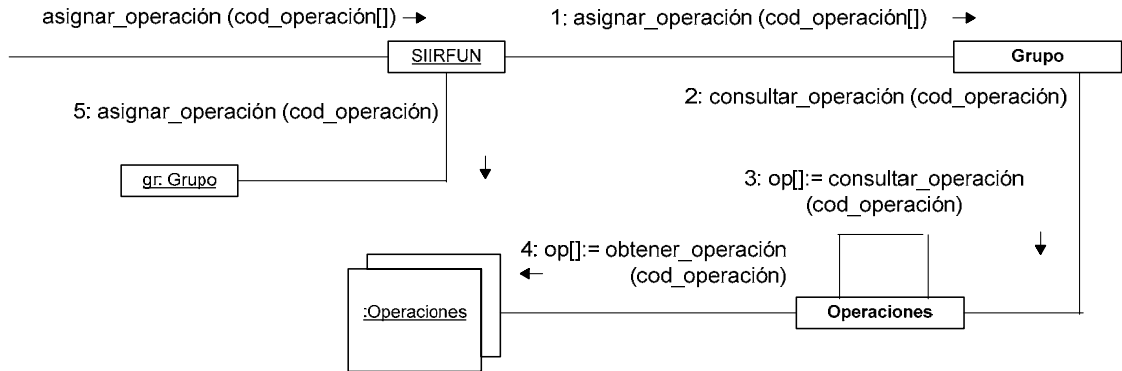 asignar_operación (cod_operación[])
1: asignar_operación (cod_operación[])
SIIRFUN
Grupo
5: asignar_operación (cod_operación)
2: consultar_operación (cod_operación)
gr: Grupo
3: op[]:= consultar_operación
(cod_operación)
4: op[]:= obtener_operación
(cod_operación)
:Operaciones
Operaciones